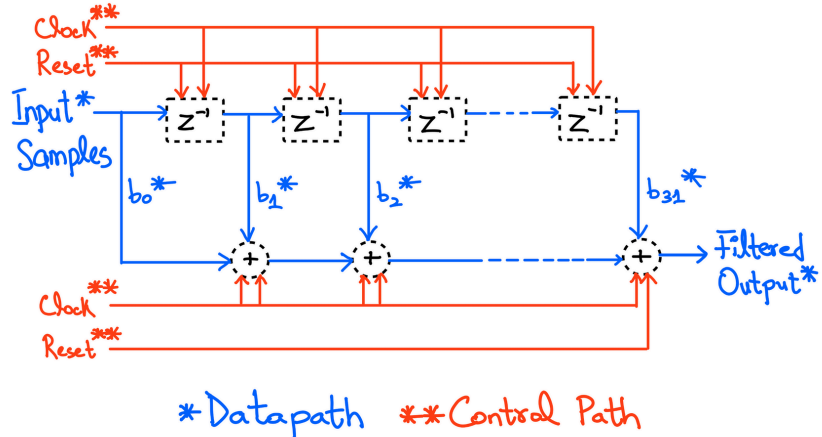 Clock**
Reset**
Input*
Samples
z⁻¹
z⁻¹
z⁻¹
z⁻¹
b₀*
b₁*
b₂*
b₃₁*
+
+
+
Filtered
Output*
Clock**
Reset**
*Datapath **Control Path